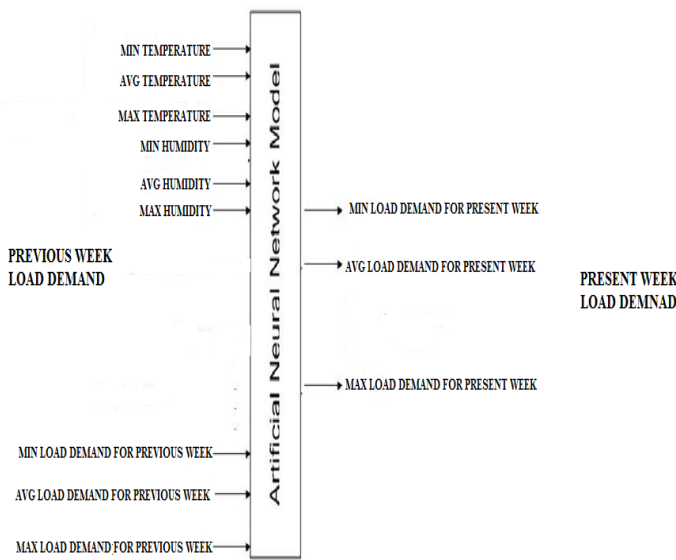 MIN TEMPERATURE
AVG TEMPERATURE
MAX TEMPERATURE
MIN HUMIDITY
AVG HUMIDITY
MAX HUMIDITY
PREVIOUS WEEK
LOAD DEMAND
MIN LOAD DEMAND FOR PREVIOUS WEEK
AVG LOAD DEMAND FOR PREVIOUS WEEK
MAX LOAD DEMAND FOR PREVIOUS WEEK
Artificial Neural Network Model
MIN LOAD DEMAND FOR PRESENT WEEK
AVG LOAD DEMAND FOR PRESENT WEEK
MAX LOAD DEMAND FOR PRESENT WEEK
PRESENT WEEK
LOAD DEMNAD